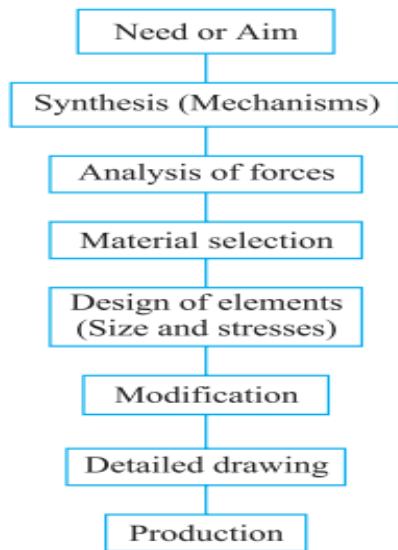 Need or Aim
Synthesis (Mechanisms)
Analysis of forces
Material selection
Design of elements
(Size and stresses)
Modification
Detailed drawing
Production